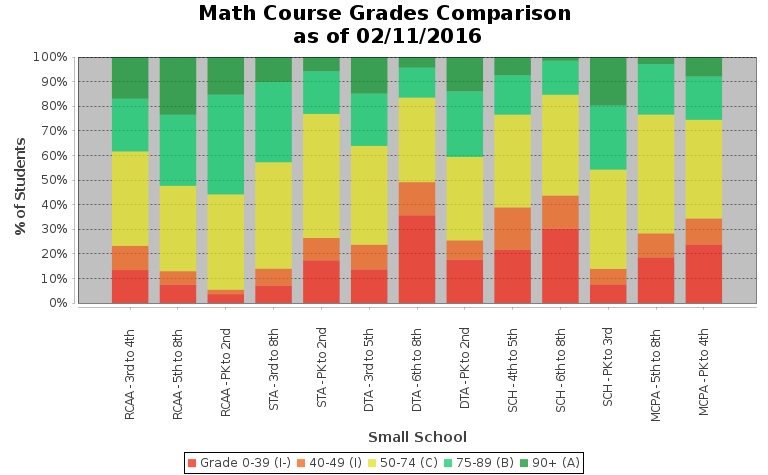 Math Course Grades Comparison
as of 02/11/2016
100%
90%
80%
70%
60%
50%
40%
30%
20%
10%
0%
% of Students
RCAA - 3rd to 4th
RCAA - 5th to 8th
RCAA - PK to 2nd
STA - 3rd to 8th
STA - PK to 2nd
DTA - 3rd to 5th
DTA - 6th to 8th
DTA - PK to 2nd
SCH - 4th to 5th
SCH - 6th to 8th
SCH - PK to 3rd
MCPA - 5th to 8th
MCPA - PK to 4th
Small School
Grade 0-39 (I-) 40-49 (I) 50-74 (C) 75-89 (B) 90+ (A)